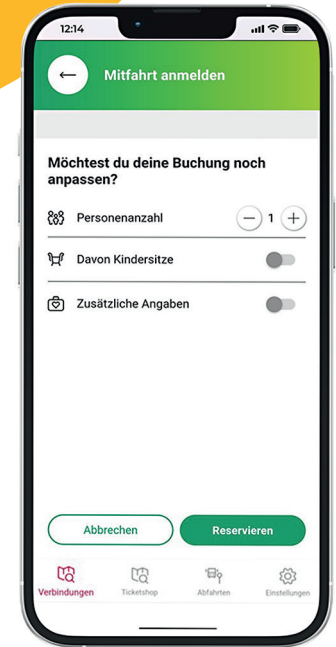 12:14
Mitfahrt anmelden
Möchtest du deine Buchung noch
anpassen?
Personenanzahl
1
Davon Kindersitze
Zusätzliche Angaben
Abbrechen
Reservieren
Verbindungen
Ticketshop
Abfahrten
Einstellungen